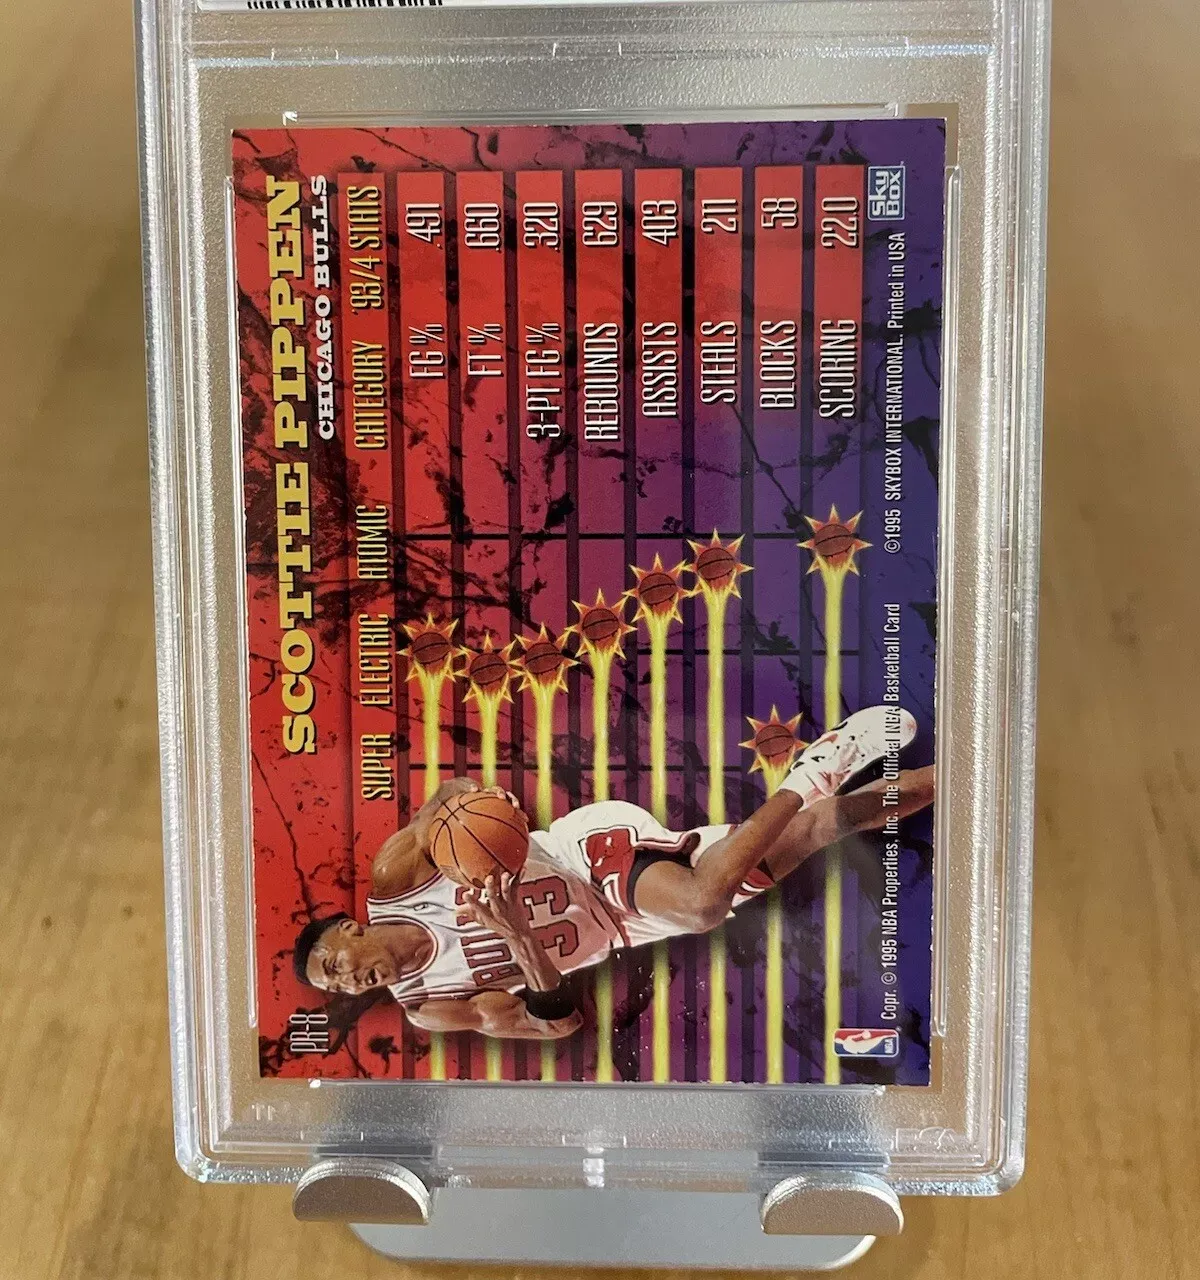 PR-8
SCOTTIE PIPPEN
CHICAGO BULLS
SUPER ELECTRIC ATOMIC CATEGORY '93/4 STATS
FG % .491
FT % .660
3-PT FG % .320
REBOUNDS 629
ASSISTS 403
STEALS 211
BLOCKS 58
SCORING 22.0
BULLS
33
NBA
Copr. © 1995 NBA Properties, Inc. The Official NBA Basketball Card ©1995 SKYBOX INTERNATIONAL. Printed in USA
SKY
BOX